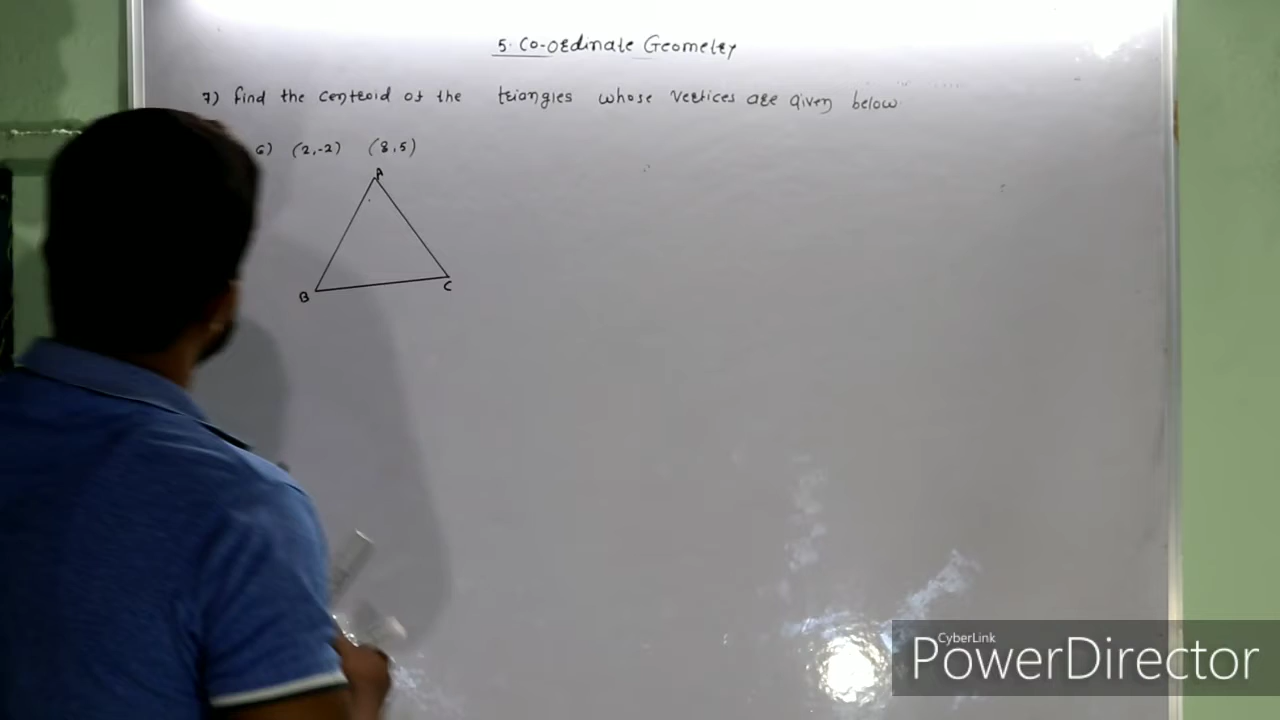 5. Co-ordinate Geometry
7) find the centroid of the triangles whose vertices are given below
6) (2,-2) (8,5)
A
B
C
CyberLink
PowerDirector